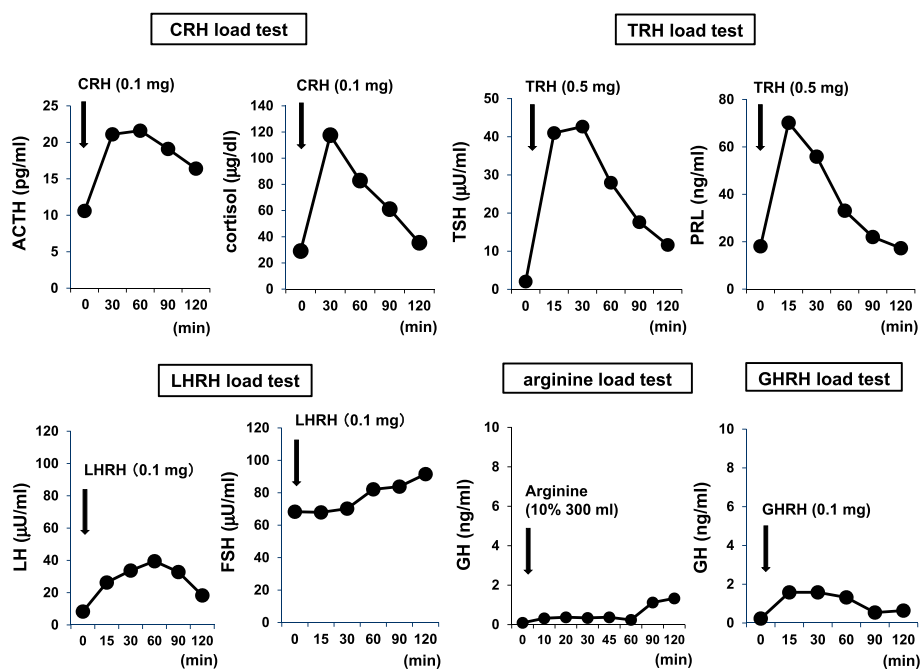 CRH load test
TRH load test
CRH (0.1 mg)
ACTH (pg/ml)
25
20
15
10
5
0
0 30 60 90 120
(min)
CRH (0.1 mg)
cortisol (μg/dl)
140
120
100
80
60
40
20
0
0 30 60 90 120
(min)
TRH (0.5 mg)
TSH (μU/ml)
50
40
30
20
10
0
0 15 30 60 90 120
(min)
TRH (0.5 mg)
PRL (ng/ml)
80
60
40
20
0
0 15 30 60 90 120
(min)
LHRH load test
arginine load test
GHRH load test
LHRH (0.1 mg)
LH (μU/ml)
120
100
80
60
40
20
0
0 15 30 60 90 120
(min)
LHRH (0.1 mg)
FSH (μU/ml)
120
100
80
60
40
20
0
0 15 30 60 90 120
(min)
Arginine
(10% 300 ml)
GH (ng/ml)
10
8
6
4
2
0
0 10 20 30 45 60 90 120
(min)
GHRH (0.1 mg)
GH (ng/ml)
10
8
6
4
2
0
0 15 30 60 90 120
(min)